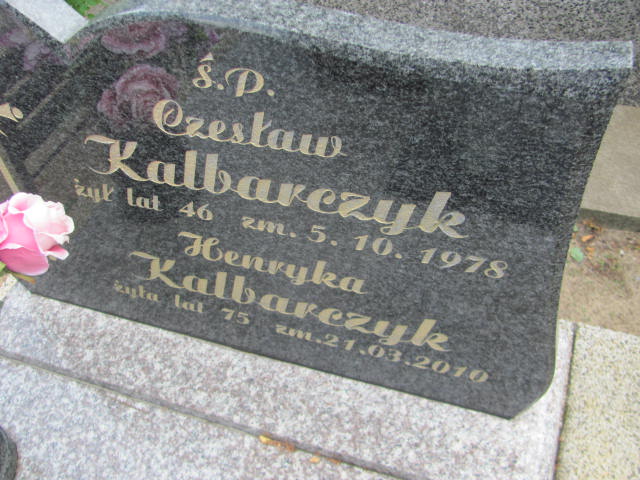 ś.P.
Czesław
Kalbarczyk
żył lat 46 zm. 5. 10. 1978
Henryka
Kalbarczyk
żyła lat 75 zm.21.03.2010